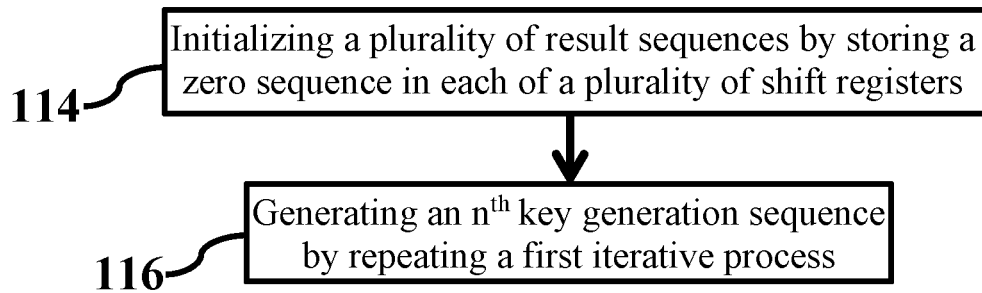 Initializing a plurality of result sequences by storing a
zero sequence in each of a plurality of shift registers
114
Generating an nth key generation sequence
by repeating a first iterative process
116